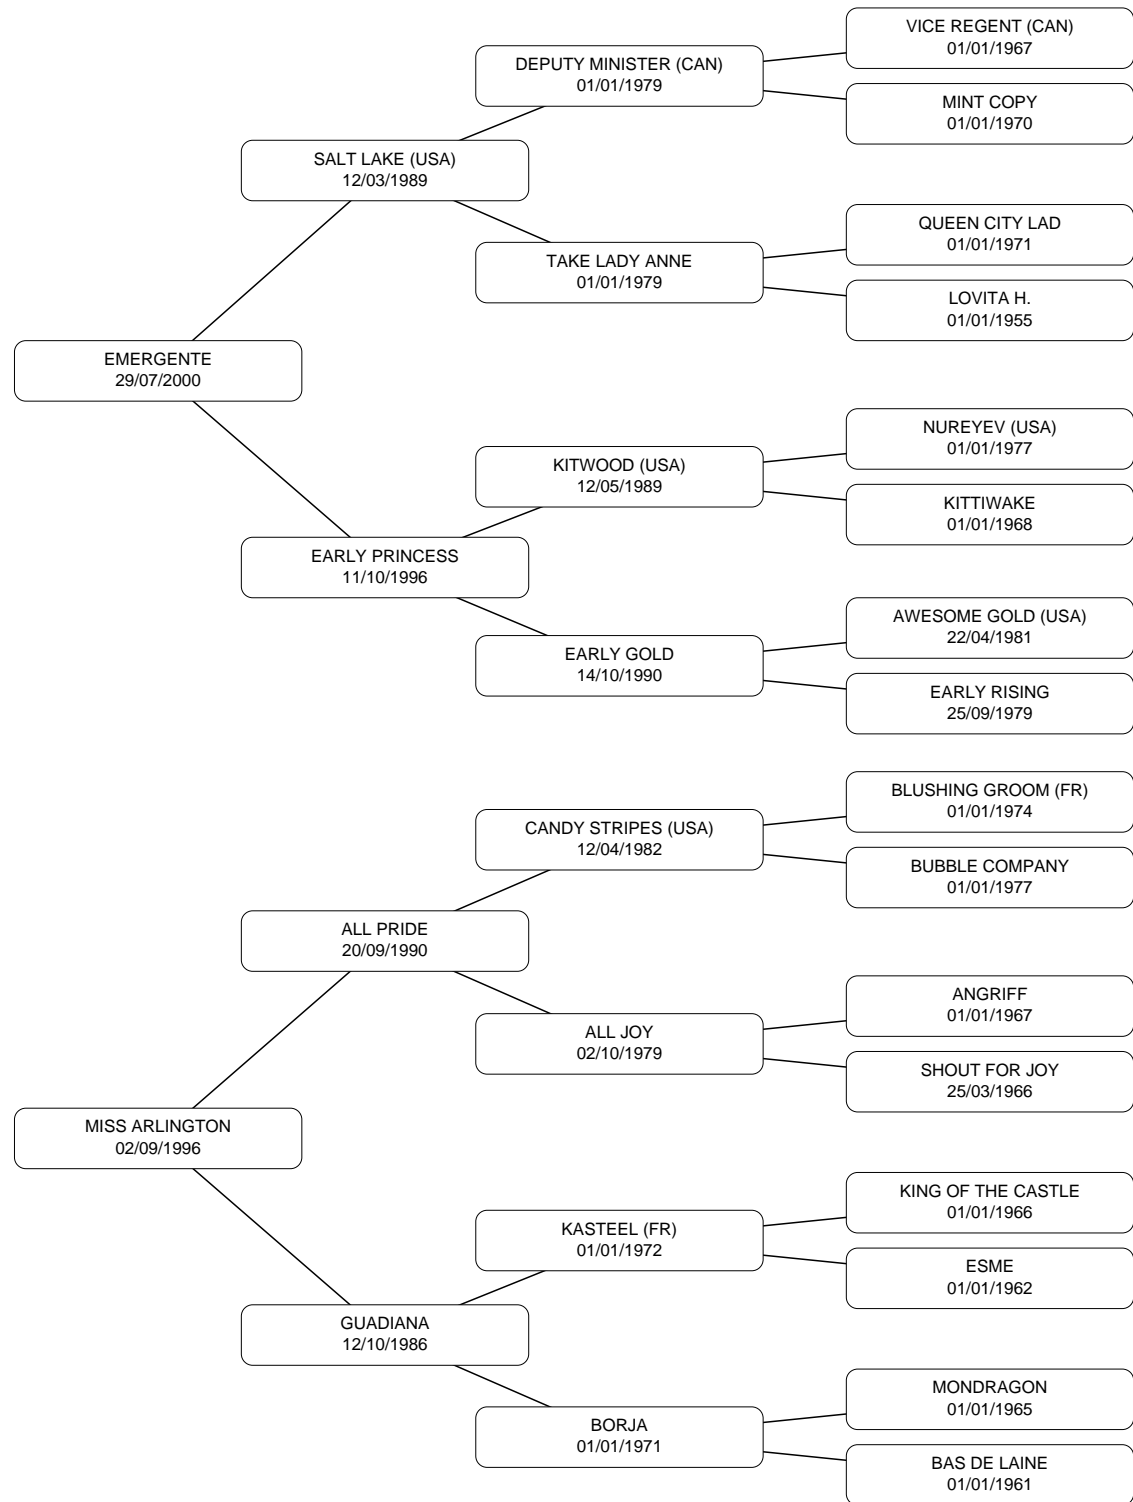 VICE REGENT (CAN)
01/01/1967
DEPUTY MINISTER (CAN)
01/01/1979
MINT COPY
01/01/1970
SALT LAKE (USA)
12/03/1989
QUEEN CITY LAD
01/01/1971
TAKE LADY ANNE
01/01/1979
LOVITA H.
01/01/1955
EMERGENTE
29/07/2000
NUREYEV (USA)
01/01/1977
KITWOOD (USA)
12/05/1989
KITTIWAKE
01/01/1968
EARLY PRINCESS
11/10/1996
AWESOME GOLD (USA)
22/04/1981
EARLY GOLD
14/10/1990
EARLY RISING
25/09/1979
BLUSHING GROOM (FR)
01/01/1974
CANDY STRIPES (USA)
12/04/1982
BUBBLE COMPANY
01/01/1977
ALL PRIDE
20/09/1990
ANGRIFF
01/01/1967
ALL JOY
02/10/1979
SHOUT FOR JOY
25/03/1966
MISS ARLINGTON
02/09/1996
KING OF THE CASTLE
01/01/1966
KASTEEL (FR)
01/01/1972
ESME
01/01/1962
GUADIANA
12/10/1986
MONDRAGON
01/01/1965
BORJA
01/01/1971
BAS DE LAINE
01/01/1961